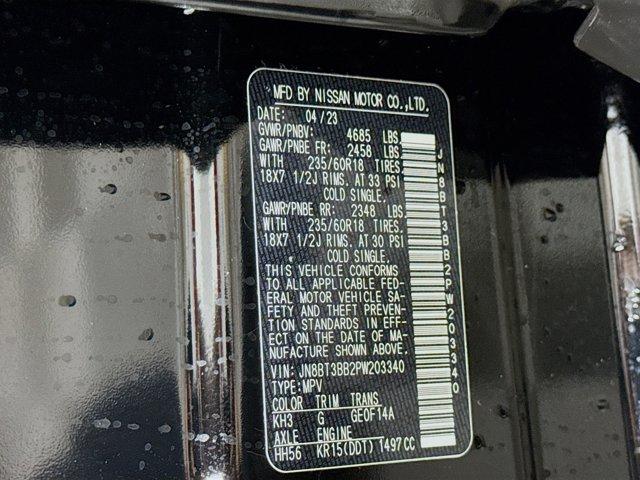 MFD BY NISSAN MOTOR CO.,LTD.
DATE: 04/23
GVWR/PNBV: 4685 LBS
GAWR/PNBE FR: 2458 LBS
WITH 235/60R18 TIRES,
18X7 1/2J RIMS, AT 33 PSI
COLD SINGLE.
GAWR/PNBE RR: 2348 LBS
WITH 235/60R18 TIRES,
18X7 1/2J RIMS, AT 30 PSI
COLD SINGLE.
THIS VEHICLE CONFORMS
TO ALL APPLICABLE FED-
ERAL MOTOR VEHICLE SA-
FETY AND THEFT PREVEN-
TION STANDARDS IN EFF-
ECT ON THE DATE OF MA-
NUFACTURE SHOWN ABOVE.
VIN: JN8BT3BB2PW203340
TYPE:MPV
COLOR TRIM TRANS
KH3 G GE0F14A
AXLE ENGINE
HH56 KR15(DDT) 1497CC
JN8BT3BB2PW203340